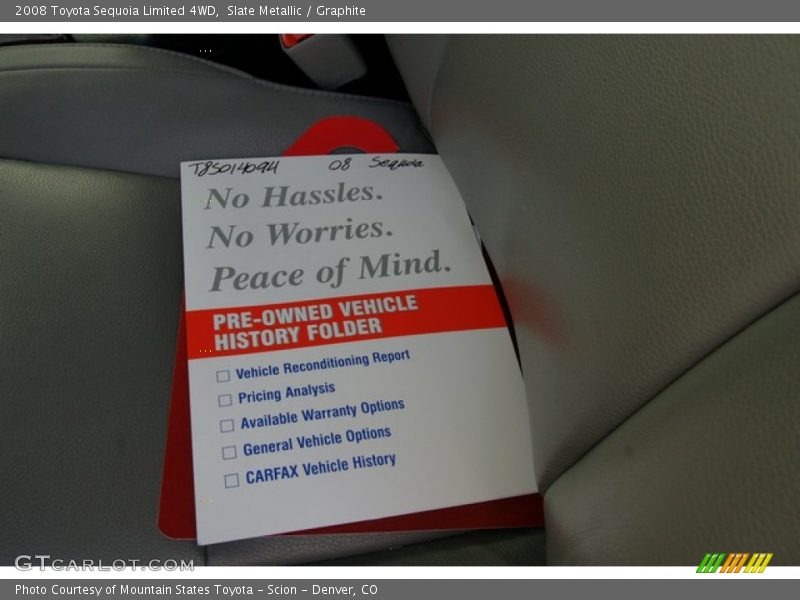 2008 Toyota Sequoia Limited 4WD,  Slate Metallic / Graphite
T8S014094 08 Sequoia
No Hassles.
No Worries.
Peace of Mind.
PRE-OWNED VEHICLE
HISTORY FOLDER
Vehicle Reconditioning Report
Pricing Analysis
Available Warranty Options
General Vehicle Options
CARFAX Vehicle History
GTcarlot.com
Photo Courtesy of Mountain States Toyota - Scion - Denver, CO